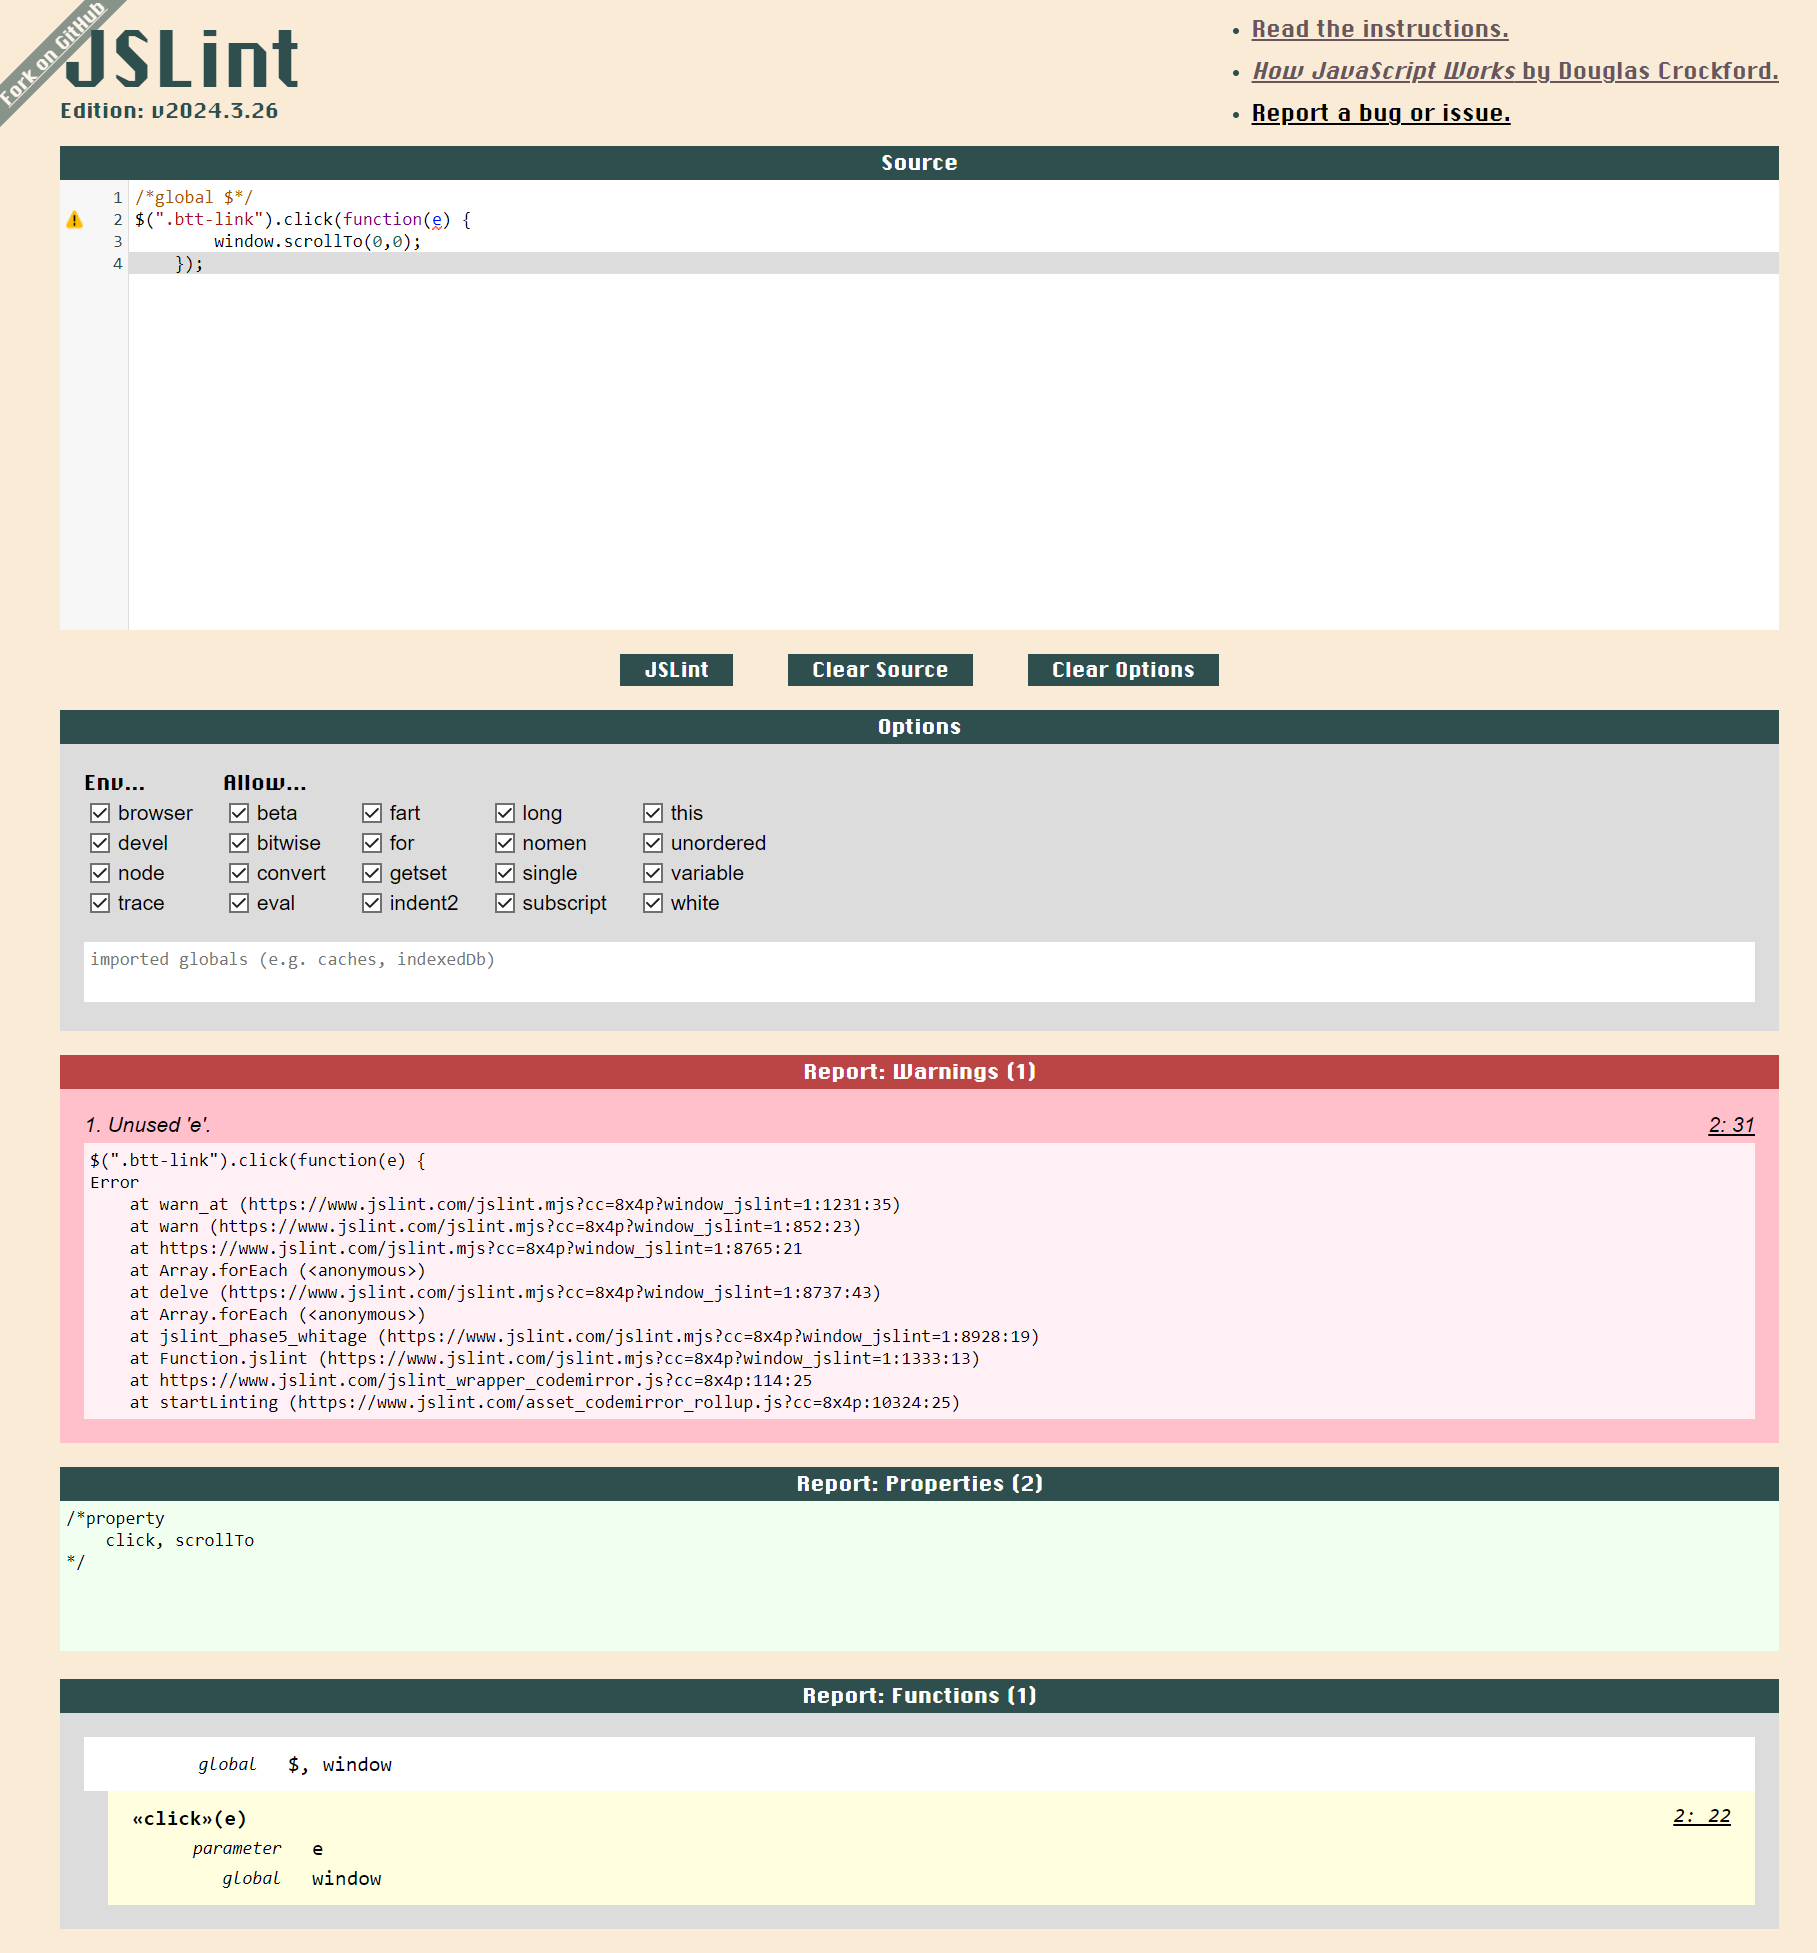 Fork on GitHub
JSLint
Edition: v2024.3.26
Read the instructions.
How JavaScript Works by Douglas Crockford.
Report a bug or issue.
Source
1 /*global $*/
2 $(".btt-link").click(function(e) {
3 window.scrollTo(0,0);
4 });
JSLint Clear Source Clear Options
Options
Env... Allow...
browser beta fart long this
devel bitwise for nomen unordered
node convert getset single variable
trace eval indent2 subscript white
imported globals (e.g. caches, indexedDb)
Report: Warnings (1)
1. Unused 'e'. 2: 31
$(".btt-link").click(function(e) {
Error
at warn_at (https://www.jslint.com/jslint.mjs?cc=8x4p?window_jslint=1:1231:35)
at warn (https://www.jslint.com/jslint.mjs?cc=8x4p?window_jslint=1:852:23)
at https://www.jslint.com/jslint.mjs?cc=8x4p?window_jslint=1:8765:21
at Array.forEach (<anonymous>)
at delve (https://www.jslint.com/jslint.mjs?cc=8x4p?window_jslint=1:8737:43)
at Array.forEach (<anonymous>)
at jslint_phase5_whitage (https://www.jslint.com/jslint.mjs?cc=8x4p?window_jslint=1:8928:19)
at Function.jslint (https://www.jslint.com/jslint.mjs?cc=8x4p?window_jslint=1:1333:13)
at https://www.jslint.com/jslint_wrapper_codemirror.js?cc=8x4p:114:25
at startLinting (https://www.jslint.com/asset_codemirror_rollup.js?cc=8x4p:10324:25)
Report: Properties (2)
/*property
click, scrollTo
*/
Report: Functions (1)
global $, window
«click»(e) 2: 22
parameter e
global window